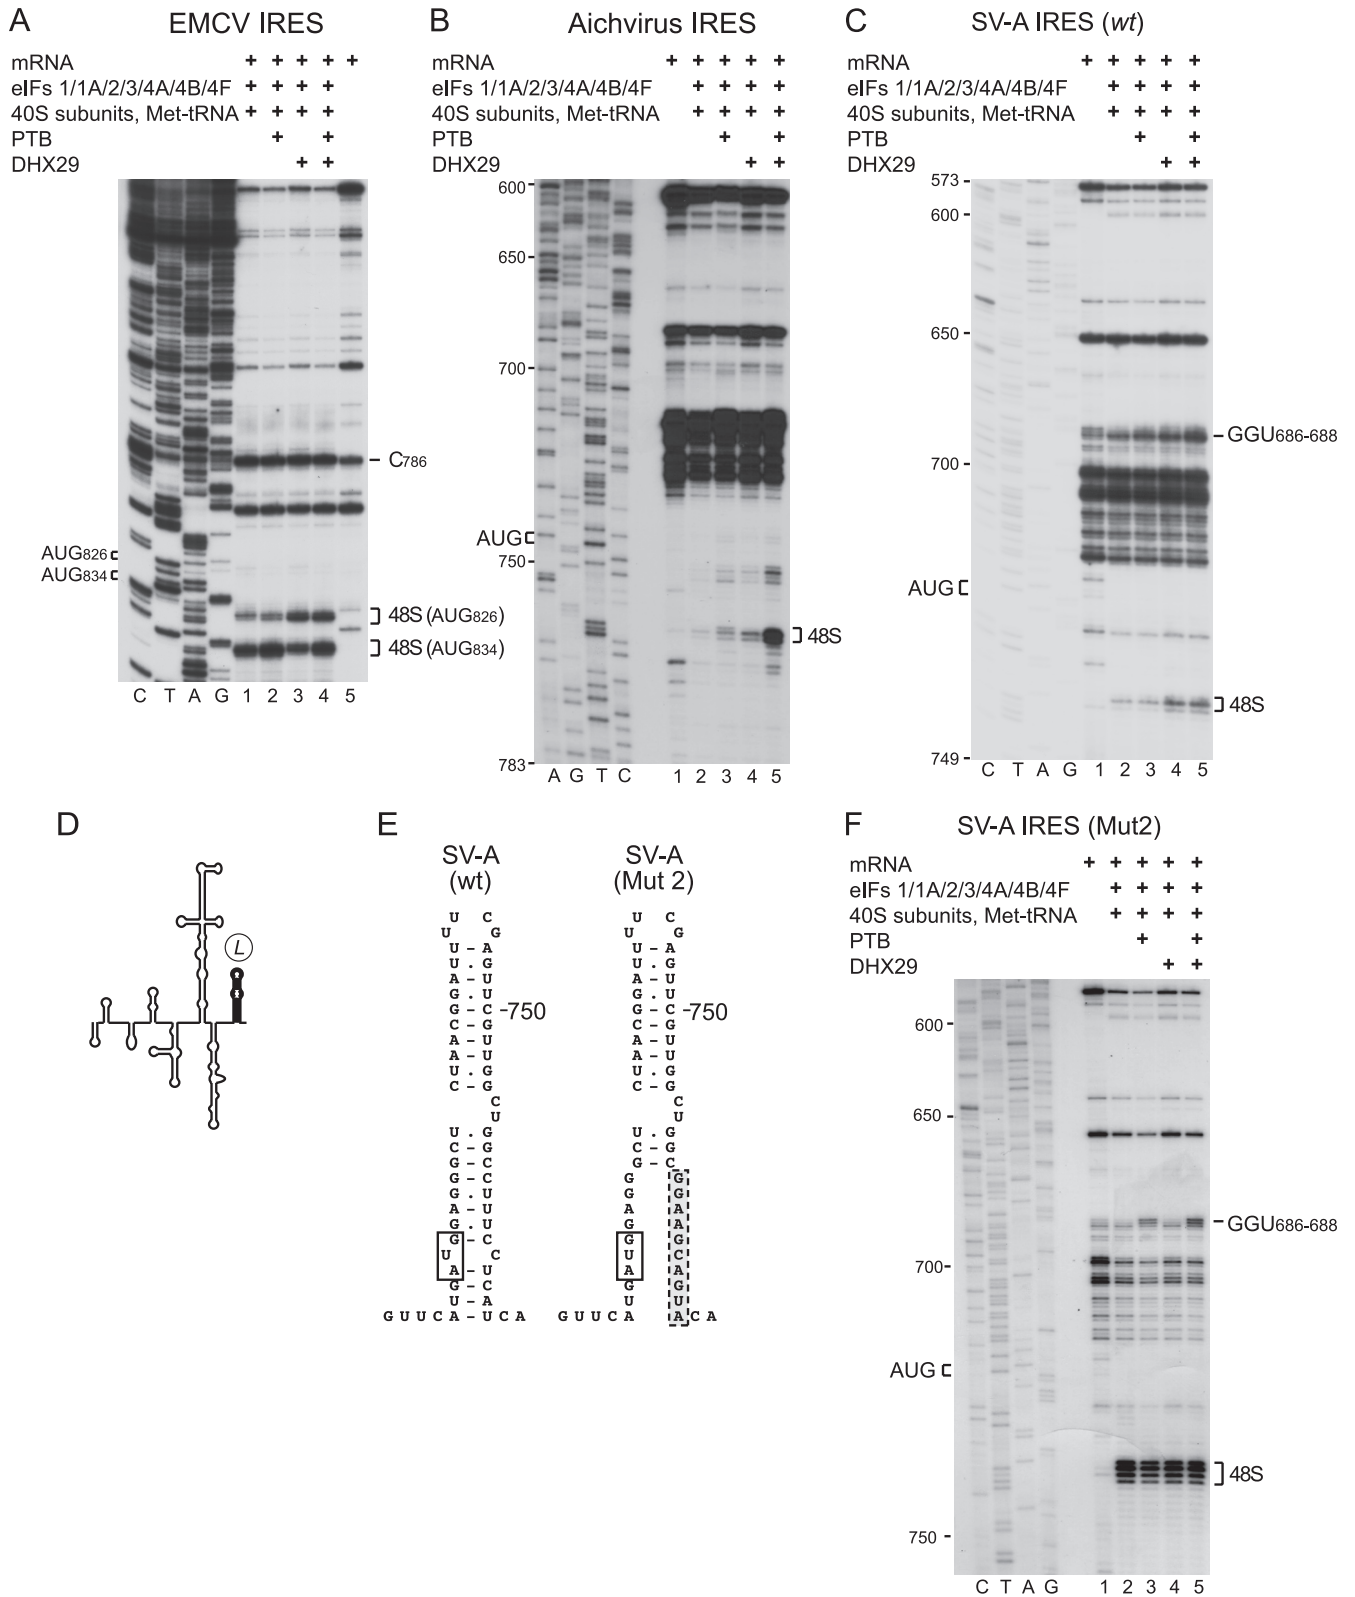 A
EMCV IRES
mRNA + + + + +
eIFs 1/1A/2/3/4A/4B/4F + + + +
40S subunits, Met-tRNA + + + +
PTB + +
DHX29 + +
C786
AUG826
AUG834
48S (AUG826)
48S (AUG834)
C T A G 1 2 3 4 5
B
Aichvirus IRES
mRNA + + + + +
eIFs 1/1A/2/3/4A/4B/4F + + + +
40S subunits, Met-tRNA + + + +
PTB + +
DHX29 + +
600
650
700
AUG
750
48S
783
A G T C 1 2 3 4 5
C
SV-A IRES (wt)
mRNA + + + + +
eIFs 1/1A/2/3/4A/4B/4F + + + +
40S subunits, Met-tRNA + + + +
PTB + +
DHX29 + +
573
600
650
GGU686-688
700
AUG
48S
749
C T A G 1 2 3 4 5
D
L
E
SV-A
(wt)
U C
U G
U – A
U . G
A – U
G . U
G – C -750
C – G
A – U
A – U
U . G
C – G
C
U
U . G
C – G
G – C
G – C
G . U
A – U
G . U
G – C
U C
A – U
G – C
U – A
G U U C A – U C A
SV-A
(Mut 2)
U C
U G
U – A
U . G
A – U
G . U
G – C -750
C – G
A – U
A – U
U . G
C – G
C
U
U . G
C – G
G – C
G G
G G
A A
G A
G G
U C
A A
G G
U U
G U U C A A C A
F
SV-A IRES (Mut2)
mRNA + + + + +
eIFs 1/1A/2/3/4A/4B/4F + + + +
40S subunits, Met-tRNA + + + +
PTB + +
DHX29 + +
600
650
GGU686-688
700
AUG
48S
750
C T A G 1 2 3 4 5